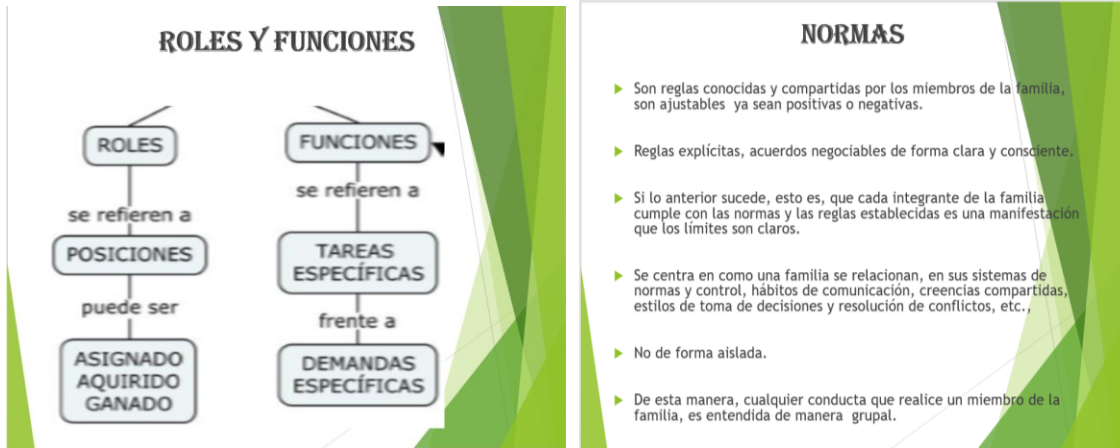 ROLES Y FUNCIONES
ROLES
se refieren a
POSICIONES
puede ser
ASIGNADO
AQUIRIDO
GANADO
FUNCIONES
se refieren a
TAREAS
ESPECÍFICAS
frente a
DEMANDAS
ESPECÍFICAS
NORMAS
Son reglas conocidas y compartidas por los miembros de la familia,
son ajustables ya sean positivas o negativas.
Reglas explícitas, acuerdos negociables de forma clara y consciente.
Si lo anterior sucede, esto es, que cada integrante de la familia
cumple con las normas y las reglas establecidas es una manifestación
que los límites son claros.
Se centra en como una familia se relacionan, en sus sistemas de
normas y control, hábitos de comunicación, creencias compartidas,
estilos de toma de decisiones y resolución de conflictos, etc.,
No de forma aislada.
De esta manera, cualquier conducta que realice un miembro de la
familia, es entendida de manera grupal.